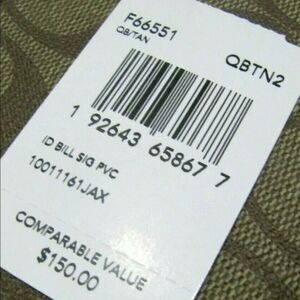 F66551
QB/TAN
QBTN2
1 92643 65867 7
ID BILL SIG PVC
10011161JAX
COMPARABLE VALUE
$150.00